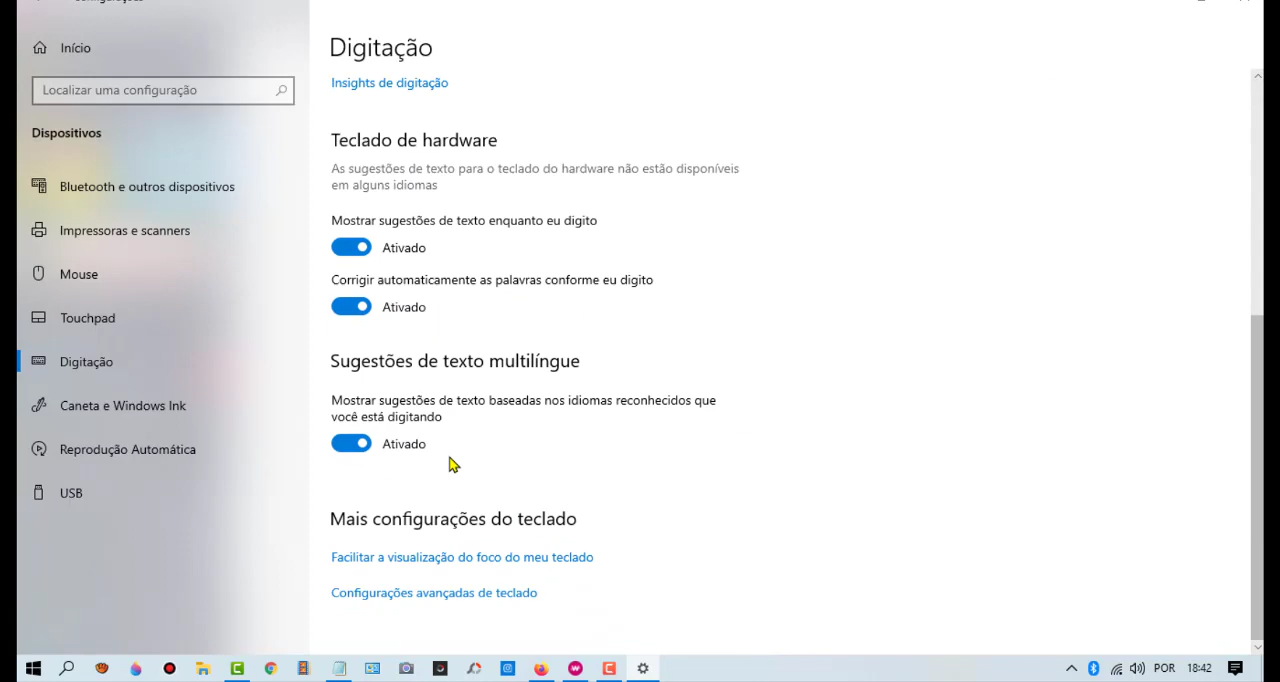 Início
Localizar uma configuração
Dispositivos
Bluetooth e outros dispositivos
Impressoras e scanners
Mouse
Touchpad
Digitação
Caneta e Windows Ink
Reprodução Automática
USB
Digitação
Insights de digitação
Teclado de hardware
As sugestões de texto para o teclado do hardware não estão disponíveis
em alguns idiomas
Mostrar sugestões de texto enquanto eu digito
Ativado
Corrigir automaticamente as palavras conforme eu digito
Ativado
Sugestões de texto multilíngue
Mostrar sugestões de texto baseadas nos idiomas reconhecidos que
você está digitando
Ativado
Mais configurações do teclado
Facilitar a visualização do foco do meu teclado
Configurações avançadas de teclado
POR 18:42